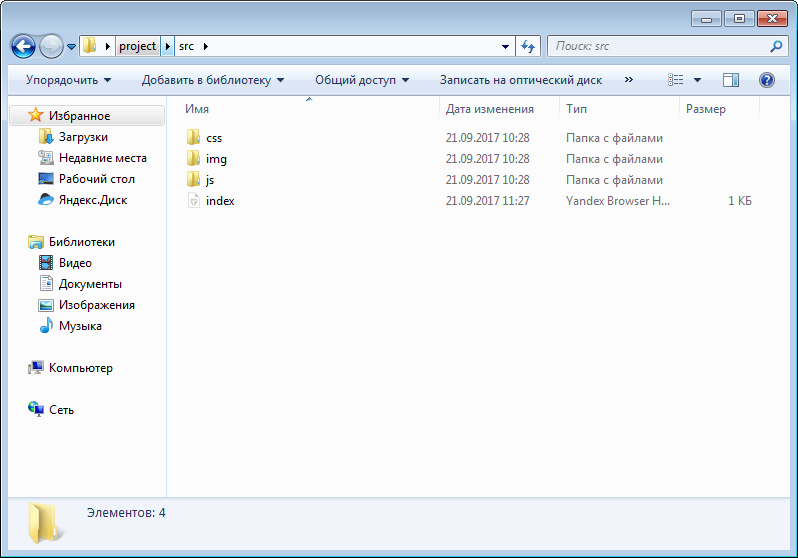 project src
Поиск: src
Упорядочить Добавить в библиотеку Общий доступ Записать на оптический диск »
Избранное
Загрузки
Недавние места
Рабочий стол
Яндекс.Диск
Библиотеки
Видео
Документы
Изображения
Музыка
Компьютер
Сеть
Имя Дата изменения Тип Размер
css 21.09.2017 10:28 Папка с файлами
img 21.09.2017 10:28 Папка с файлами
js 21.09.2017 10:28 Папка с файлами
index 21.09.2017 11:27 Yandex Browser H... 1 КБ
Элементов: 4